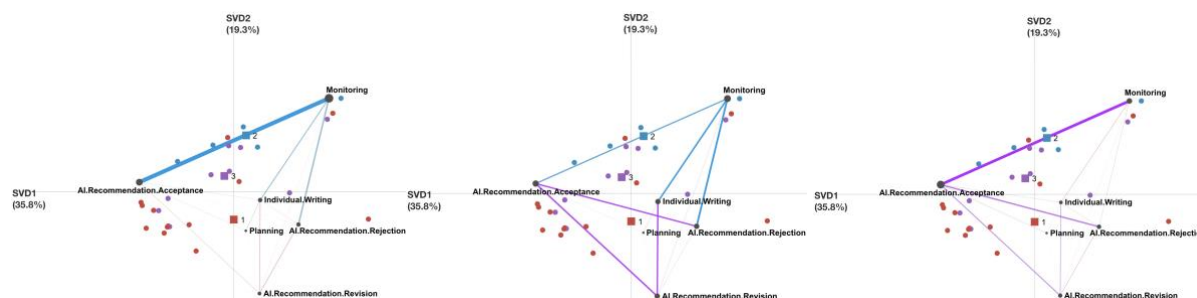 SVD2
(19.3%)
Monitoring
2
3
AI.Recommendation.Acceptance
SVD1
(35.8%)
Individual.Writing
1
Planning
AI.Recommendation.Rejection
AI.Recommendation.Revision
SVD2
(19.3%)
Monitoring
2
3
AI.Recommendation.Acceptance
SVD1
(35.8%)
Individual.Writing
1
Planning
AI.Recommendation.Rejection
AI.Recommendation.Revision
SVD2
(19.3%)
Monitoring
2
3
AI.Recommendation.Acceptance
SVD1
(35.8%)
Individual.Writing
1
Planning
AI.Recommendation.Rejecti
AI.Recommendation.Revision